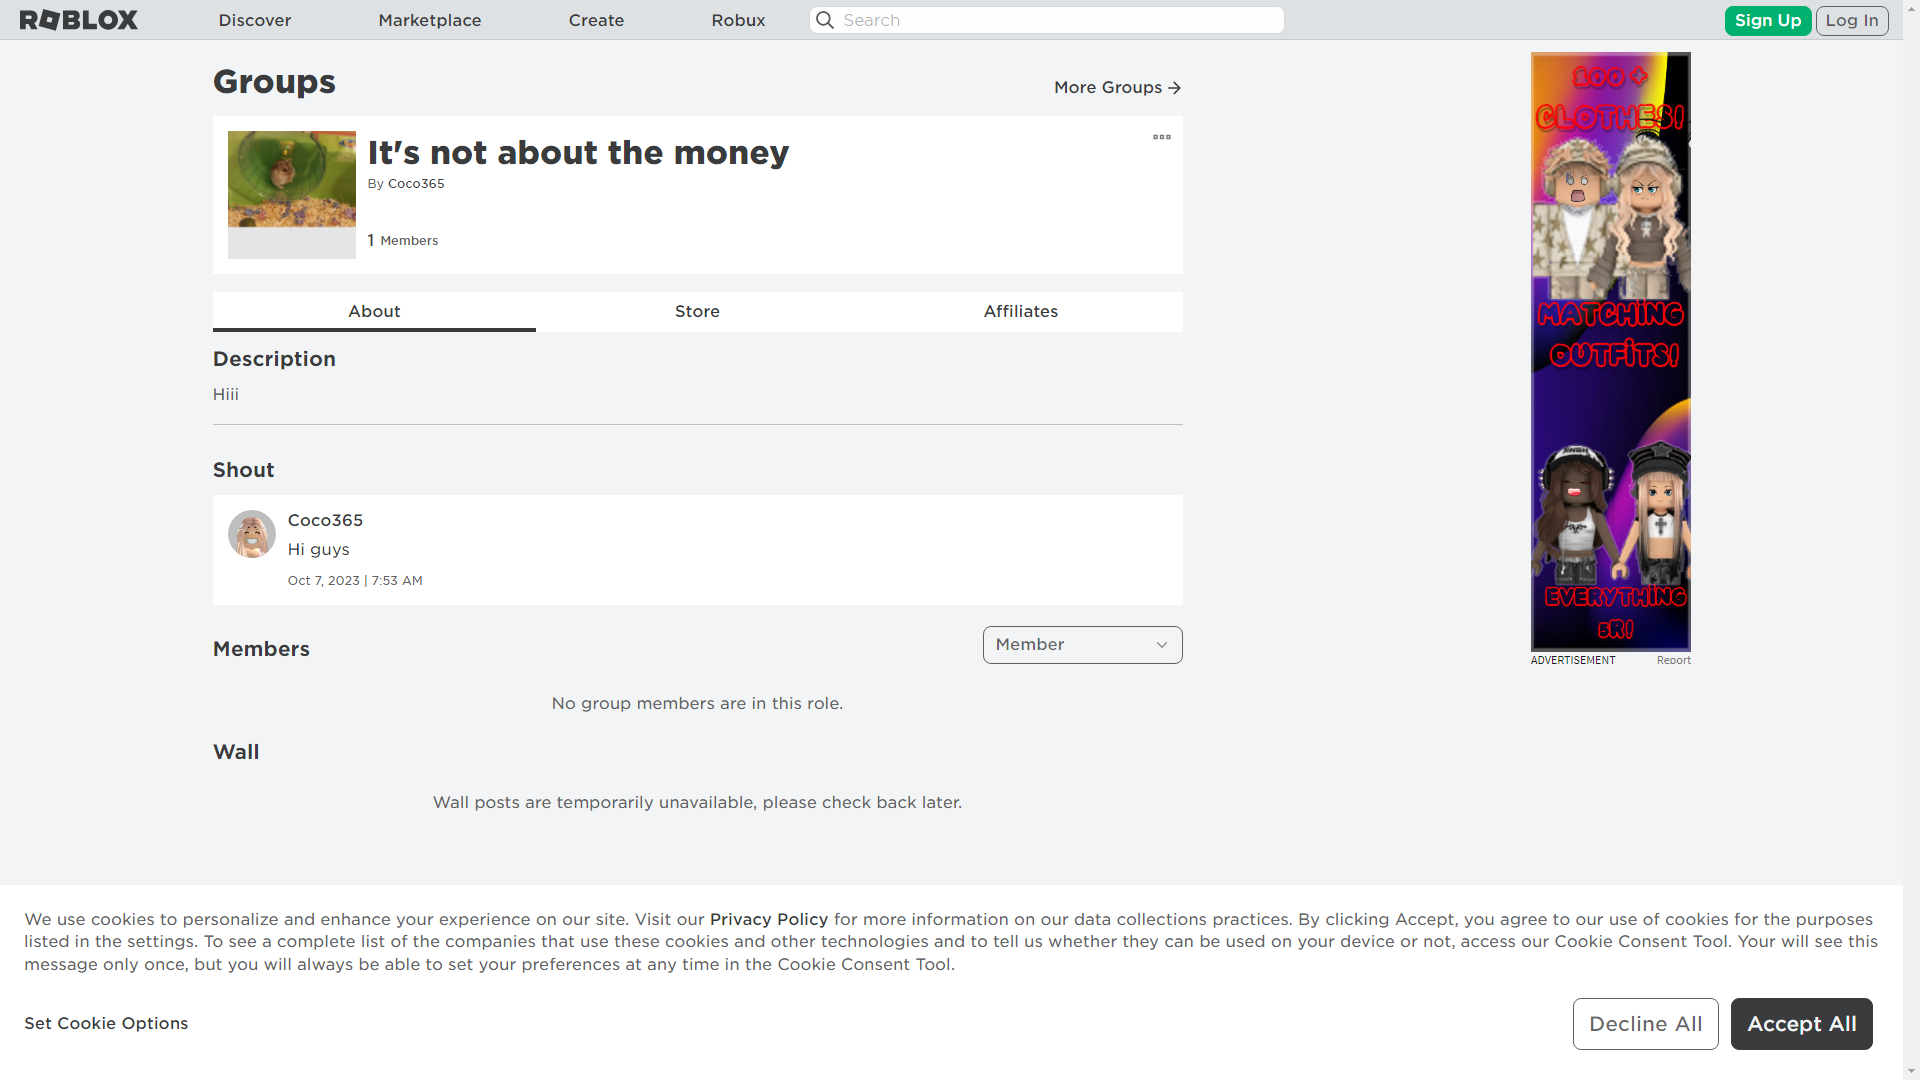 ROBLOX
Discover
Marketplace
Create
Robux
Search
Sign Up
Log In
Groups
More Groups
It's not about the money
By Coco365
1 Members
About
Store
Affiliates
Description
Hiii
Shout
Coco365
Hi guys
Oct 7, 2023 | 7:53 AM
Members
Member
No group members are in this role.
Wall
Wall posts are temporarily unavailable, please check back later.
100+
CLOTHES!
MATCHING
OUTFITS!
EVERYTHING
5R!
ADVERTISEMENT
Report
We use cookies to personalize and enhance your experience on our site. Visit our Privacy Policy for more information on our data collections practices. By clicking Accept, you agree to our use of cookies for the purposes
listed in the settings. To see a complete list of the companies that use these cookies and other technologies and to tell us whether they can be used on your device or not, access our Cookie Consent Tool. Your will see this
message only once, but you will always be able to set your preferences at any time in the Cookie Consent Tool.
Set Cookie Options
Decline All
Accept All